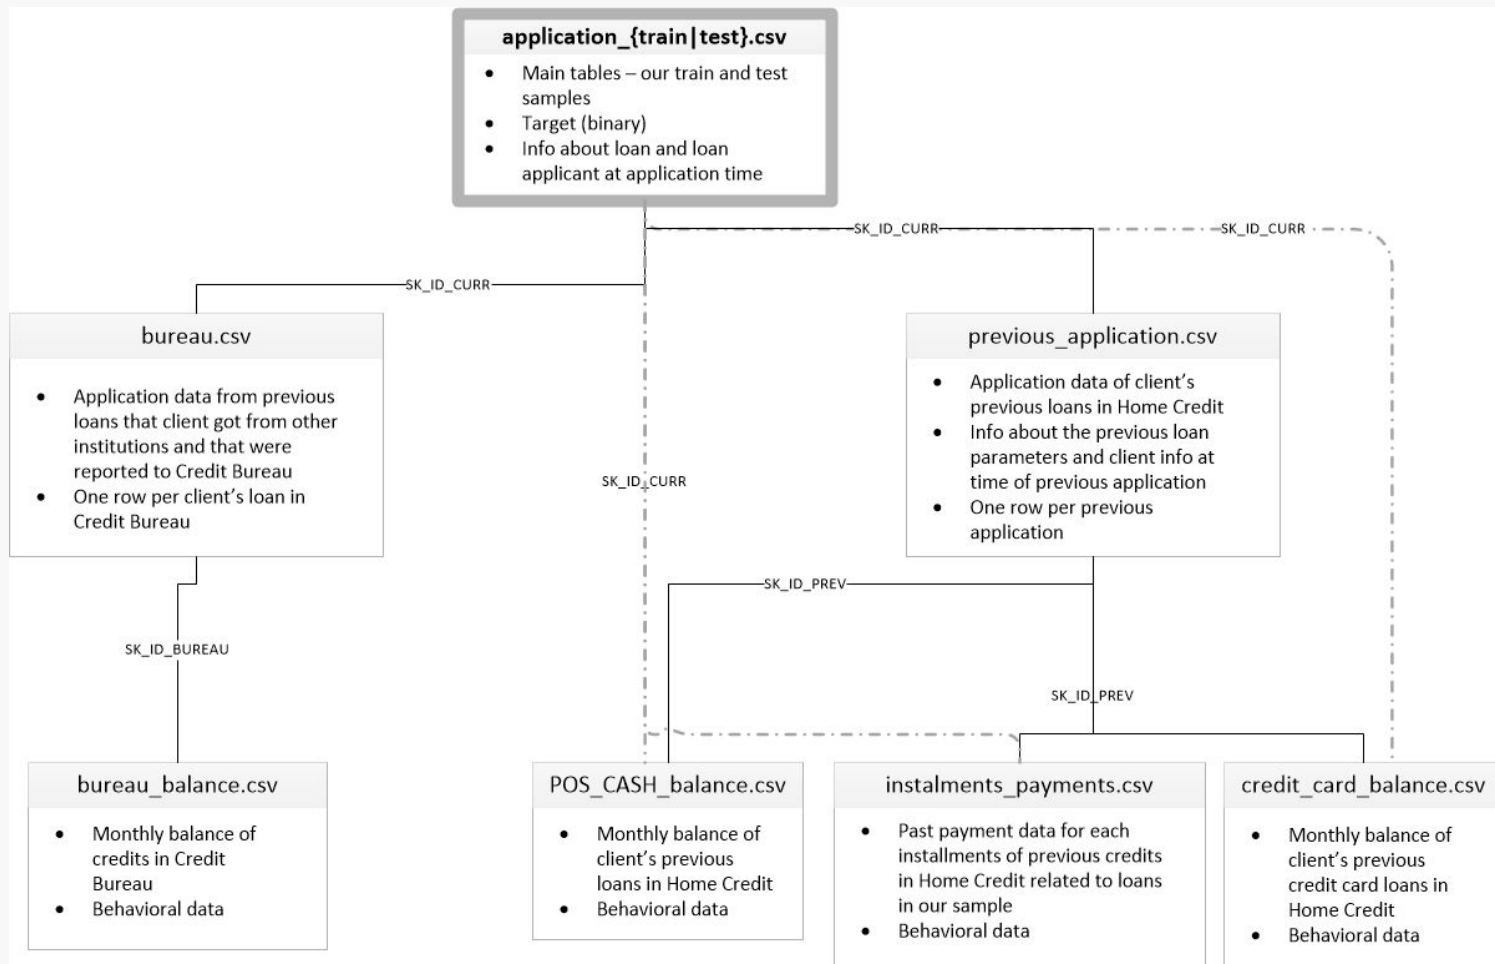 application_{train|test}.csv
• Main tables – our train and test
samples
• Target (binary)
• Info about loan and loan
applicant at application time
SK_ID_CURR
SK_ID_CURR
SK_ID_CURR
bureau.csv
• Application data from previous
loans that client got from other
institutions and that were
reported to Credit Bureau
• One row per client's loan in
Credit Bureau
previous_application.csv
• Application data of client's
previous loans in Home Credit
• Info about the previous loan
parameters and client info at
time of previous application
• One row per previous
application
SK_ID_CURR
SK_ID_PREV
SK_ID_BUREAU
SK_ID_PREV
bureau_balance.csv
• Monthly balance of
credits in Credit
Bureau
• Behavioral data
POS_CASH_balance.csv
• Monthly balance of
client's previous
loans in Home Credit
• Behavioral data
instalments_payments.csv
• Past payment data for each
installments of previous credits
in Home Credit related to loans
in our sample
• Behavioral data
credit_card_balance.csv
• Monthly balance of
client's previous
credit card loans in
Home Credit
• Behavioral data